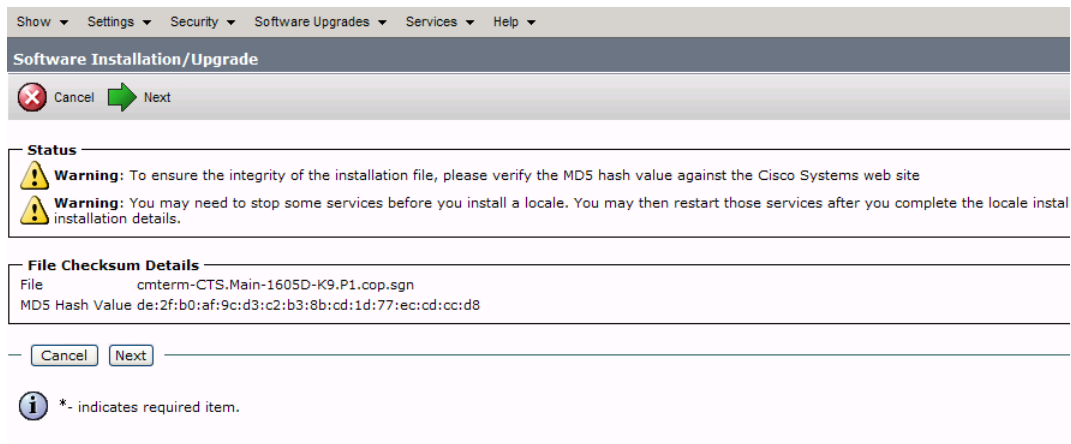 Show Settings Security Software Upgrades Services Help
Software Installation/Upgrade
Cancel Next
Status
Warning: To ensure the integrity of the installation file, please verify the MD5 hash value against the Cisco Systems web site
Warning: You may need to stop some services before you install a locale. You may then restart those services after you complete the locale instal
installation details.
File Checksum Details
File cmterm-CTS.Main-1605D-K9.P1.cop.sgn
MD5 Hash Value de:2f:b0:af:9c:d3:c2:b3:8b:cd:1d:77:ec:cd:cc:d8
Cancel Next
*- indicates required item.